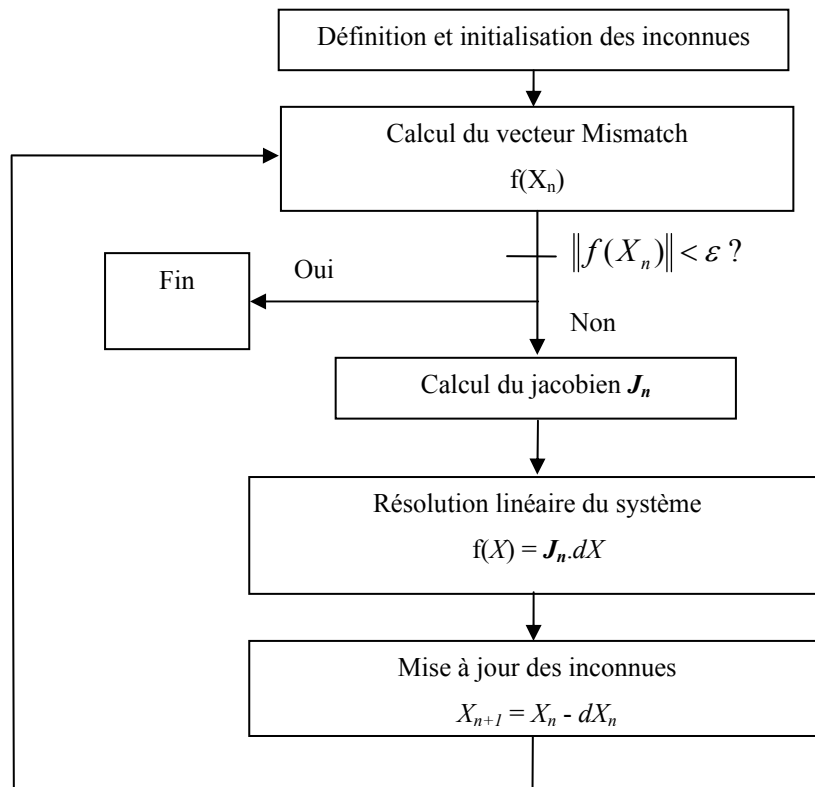 Définition et initialisation des inconnues
Calcul du vecteur Mismatch
f(Xₙ)
‖f(Xₙ)‖ < ε ?
Oui
Fin
Non
Calcul du jacobien Jₙ
Résolution linéaire du système
f(X) = Jₙ.dX
Mise à jour des inconnues
Xₙ₊₁ = Xₙ - dXₙ